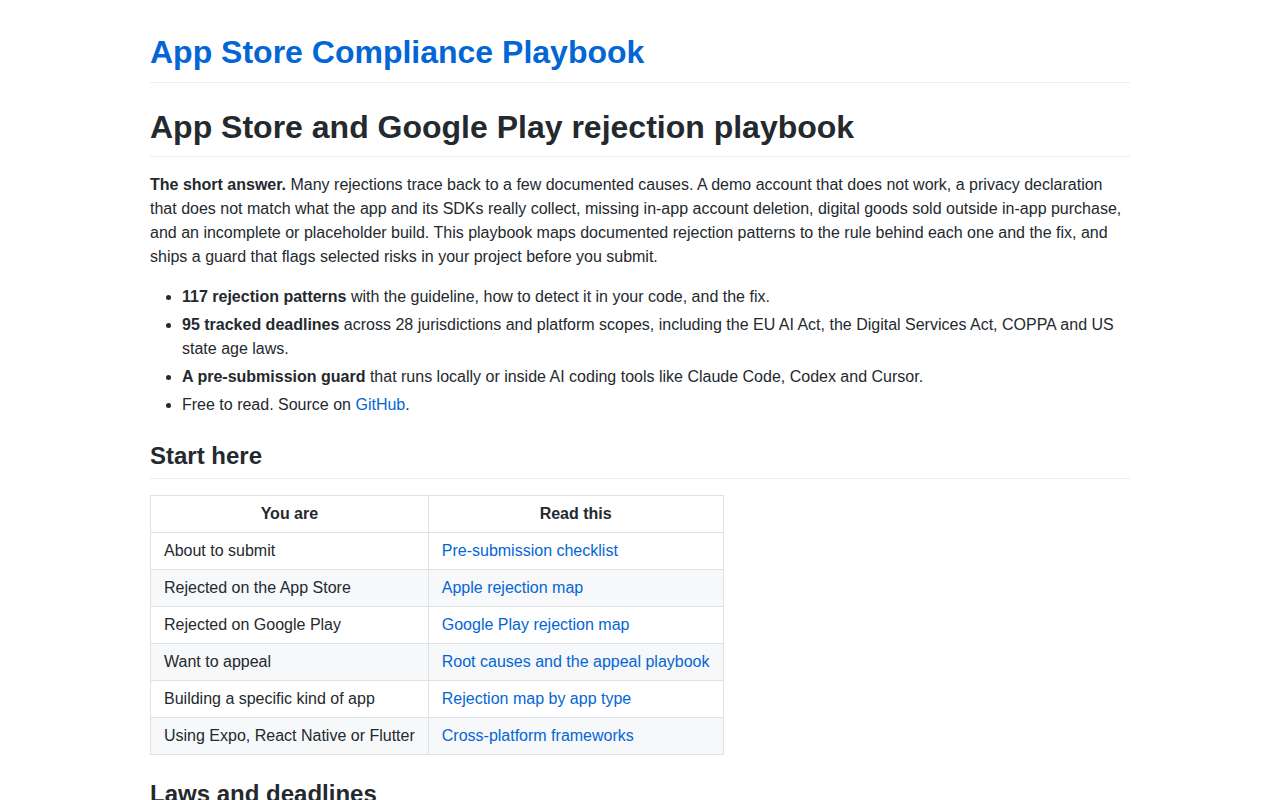 App Store Compliance Playbook
App Store and Google Play rejection playbook
The short answer. Many rejections trace back to a few documented causes. A demo account that does not work, a privacy declaration
that does not match what the app and its SDKs really collect, missing in-app account deletion, digital goods sold outside in-app purchase,
and an incomplete or placeholder build. This playbook maps documented rejection patterns to the rule behind each one and the fix, and
ships a guard that flags selected risks in your project before you submit.
• 117 rejection patterns with the guideline, how to detect it in your code, and the fix.
• 95 tracked deadlines across 28 jurisdictions and platform scopes, including the EU AI Act, the Digital Services Act, COPPA and US
state age laws.
• A pre-submission guard that runs locally or inside AI coding tools like Claude Code, Codex and Cursor.
• Free to read. Source on GitHub.
Start here
You are Read this
About to submit Pre-submission checklist
Rejected on the App Store Apple rejection map
Rejected on Google Play Google Play rejection map
Want to appeal Root causes and the appeal playbook
Building a specific kind of app Rejection map by app type
Using Expo, React Native or Flutter Cross-platform frameworks
Laws and deadlines